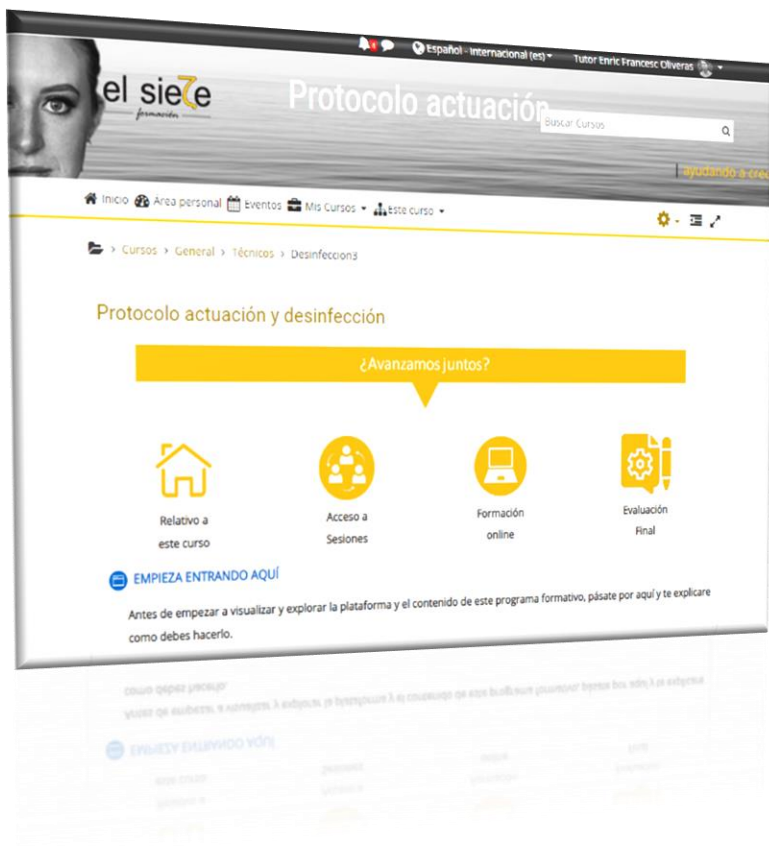 4 Español - Internacional (es) Tutor Enric Francesc Oliveras
el siete
formación
Protocolo actuación
Buscar Cursos
ayudando a crec
Inicio Área personal Eventos Mis Cursos Este curso
> Cursos > General > Técnicos > Desinfeccion3
Protocolo actuación y desinfección
¿Avanzamos juntos?
Relativo a
este curso
Acceso a
Sesiones
Formación
online
Evaluación
Final
EMPIEZA ENTRANDO AQUÍ
Antes de empezar a visualizar y explorar la plataforma y el contenido de este programa formativo, pásate por aquí y te explicare
como debes hacerlo.